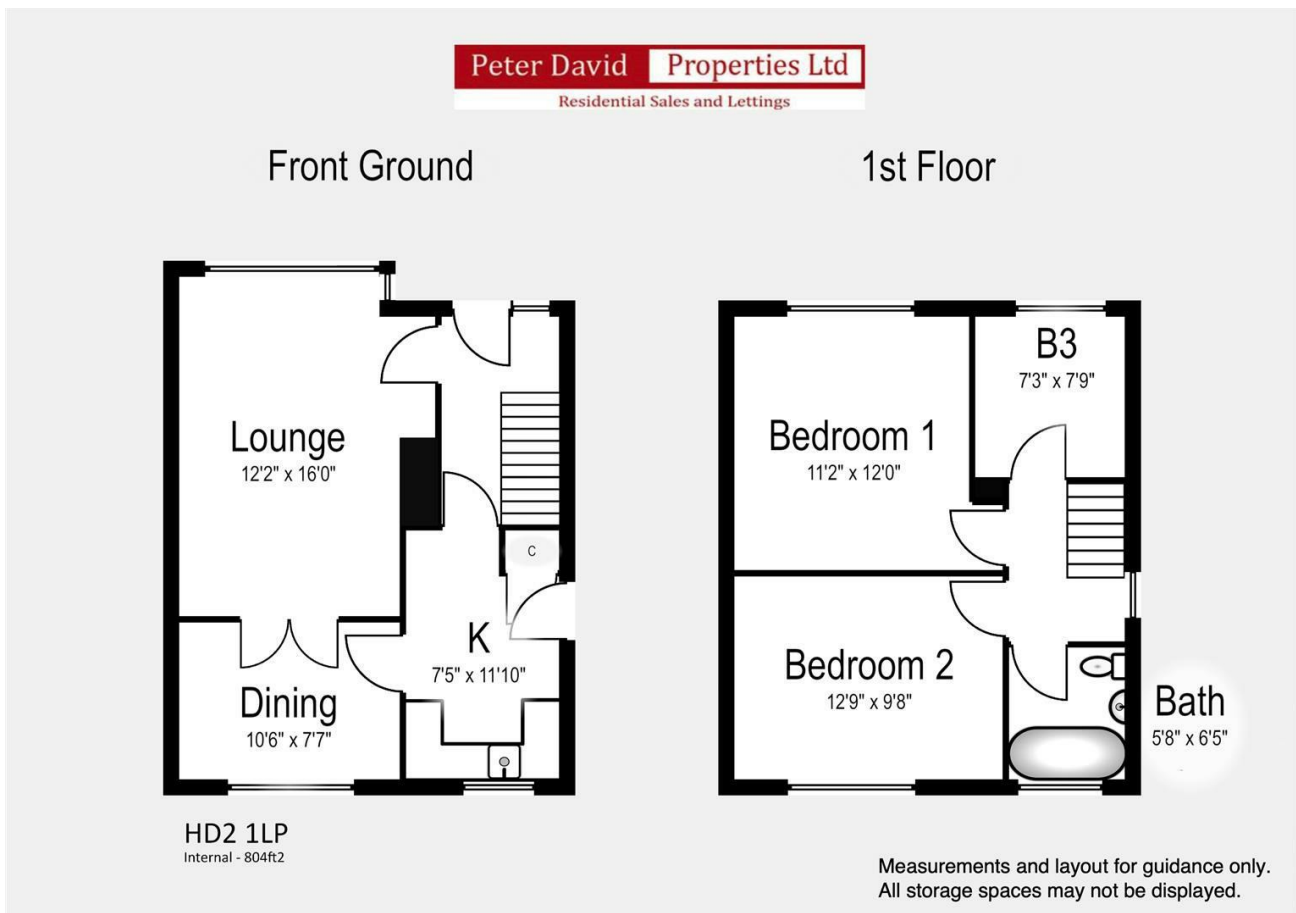 Peter David Properties Ltd
Residential Sales and Lettings
Front Ground
1st Floor
Lounge
12'2" x 16'0"
C
K
7'5" x 11'10"
Dining
10'6" x 7'7"
B3
7'3" x 7'9"
Bedroom 1
11'2" x 12'0"
Bedroom 2
12'9" x 9'8"
Bath
5'8" x 6'5"
HD2 1LP
Internal - 804ft2
Measurements and layout for guidance only.
All storage spaces may not be displayed.